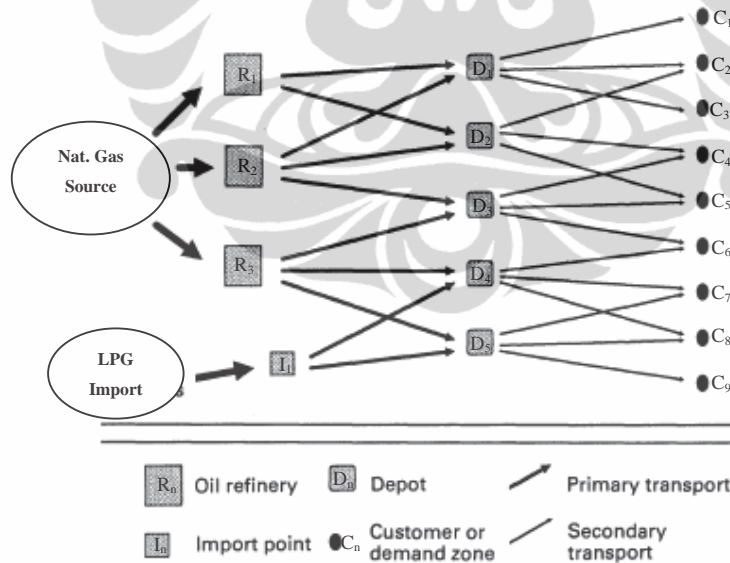 C1
R1
D1
C2
C3
Nat. Gas
Source
D2
C4
R2
D3
C5
C6
R3
D4
C7
LPG
Import
I1
D5
C8
C9
Rn Oil refinery
Dn Depot
Primary transport
In Import point
Cn Customer or
demand zone
Secondary
transport